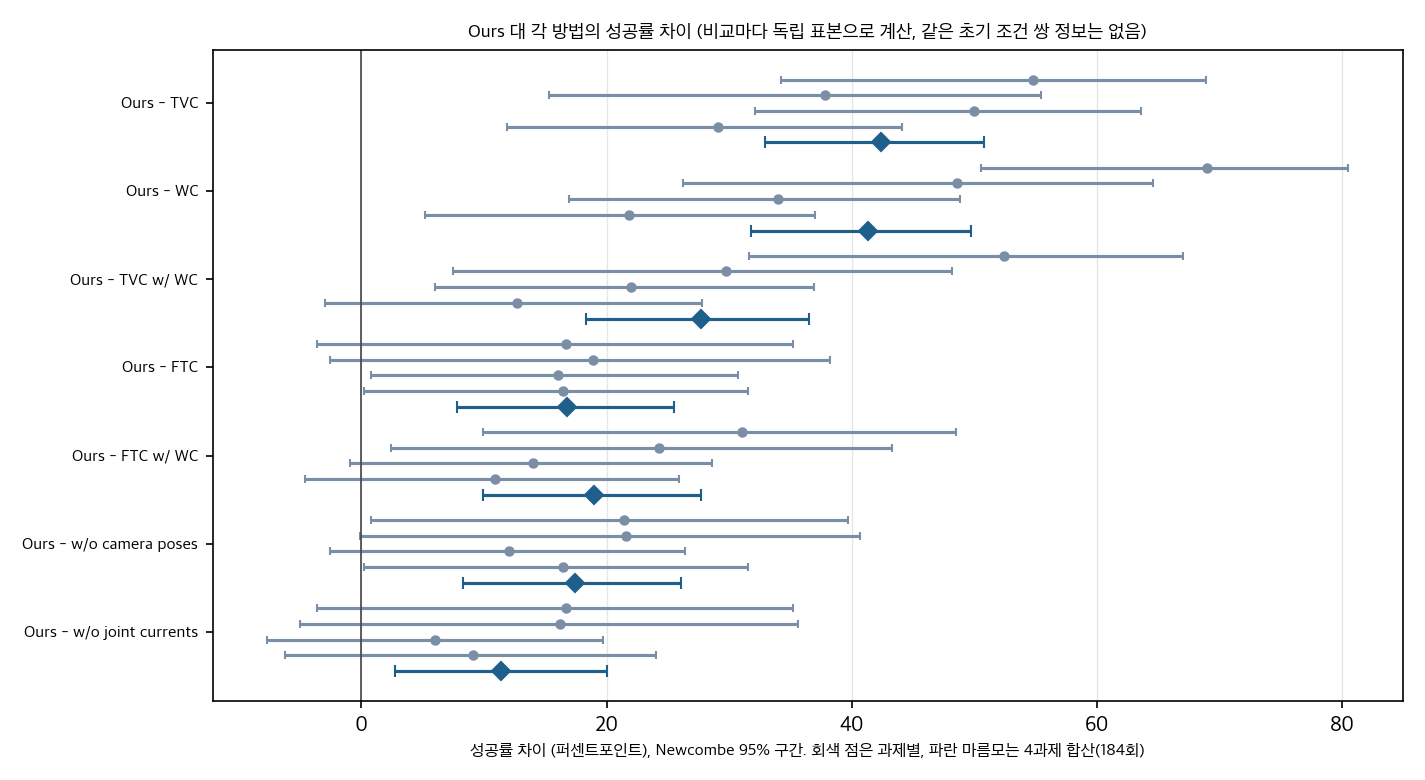 Ours 대 각 방법의 성공률 차이 (비교마다 독립 표본으로 계산, 같은 초기 조건 쌍 정보는 없음)
Ours – TVC
Ours – WC
Ours – TVC w/ WC
Ours – FTC
Ours – FTC w/ WC
Ours – w/o camera poses
Ours – w/o joint currents
0 20 40 60 80
성공률 차이 (퍼센트포인트), Newcombe 95% 구간. 회색 점은 과제별, 파란 마름모는 4과제 합산(184회)